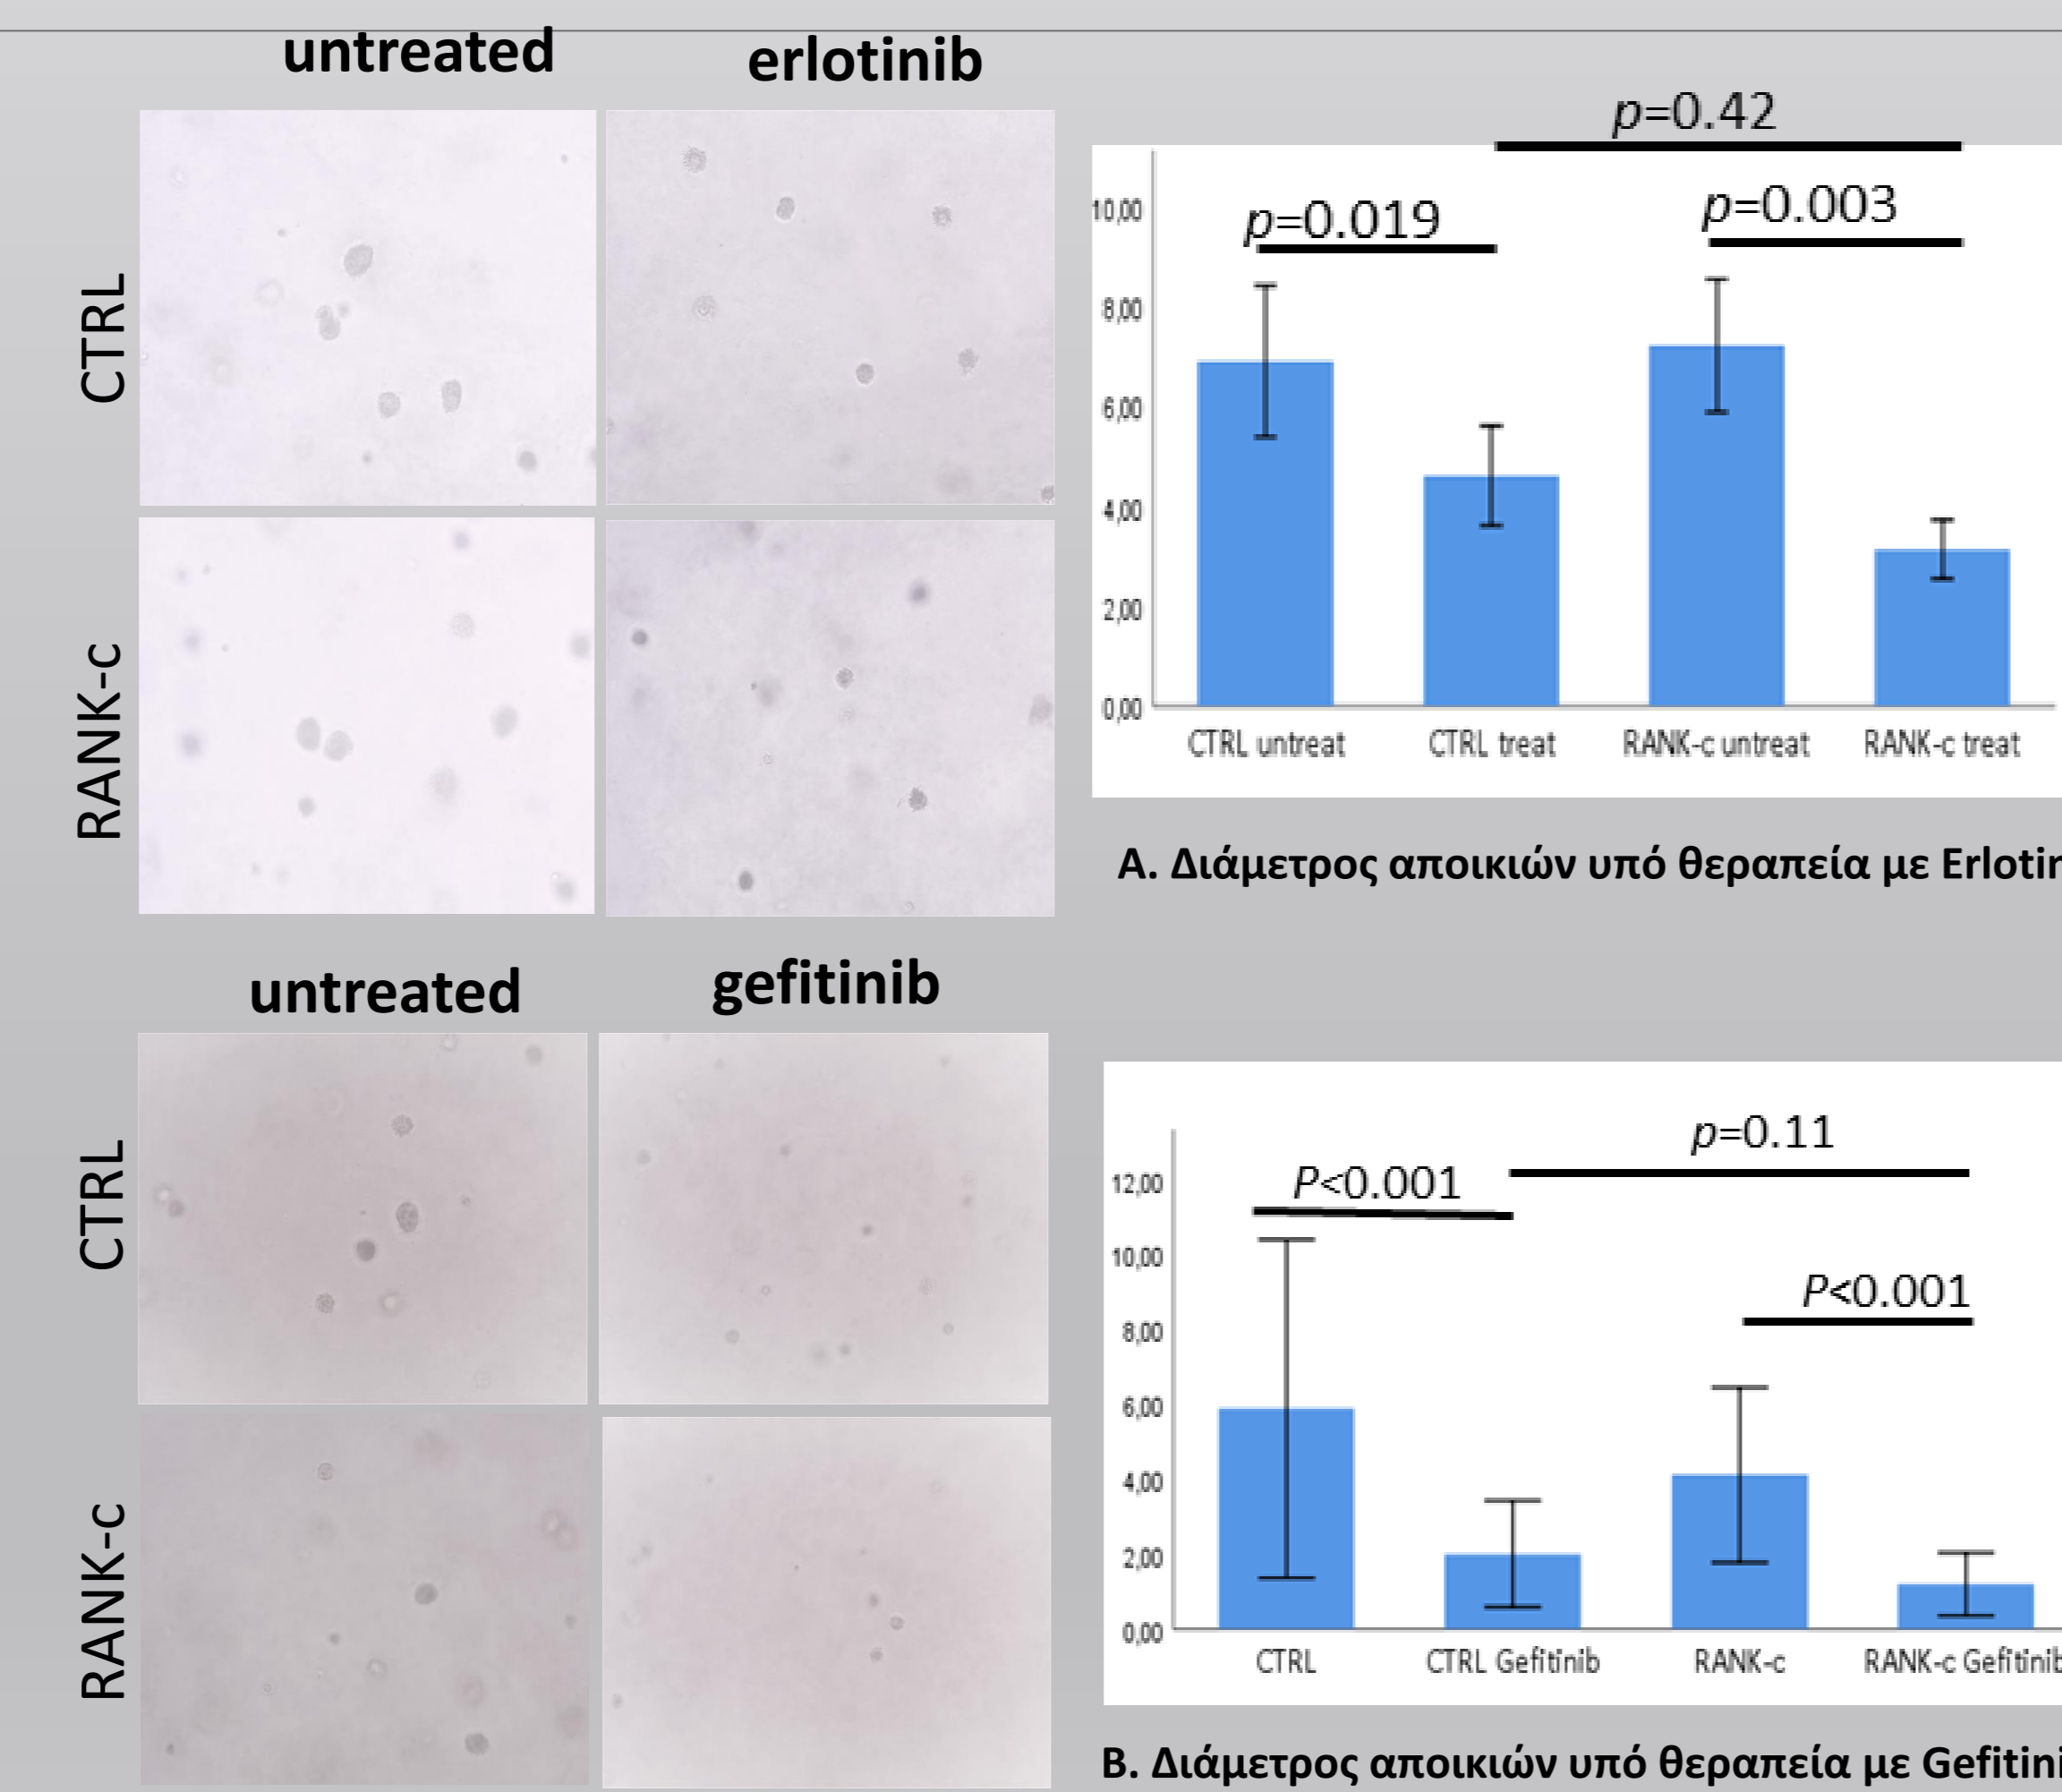 untreated
erlotinib
CTRL
RANK-c
p=0.42
p=0.019
p=0.003
10,00
8,00
6,00
4,00
2,00
0,00
CTRL untreat
CTRL treat
RANK-c untreat
RANK-c treat
Α. Διάμετρος αποικιών υπό θεραπεία με Erlotin
untreated
gefitinib
CTRL
RANK-c
p=0.11
P<0.001
P<0.001
12,00
10,00
8,00
6,00
4,00
2,00
0,00
CTRL
CTRL Gefitinib
RANK-c
RANK-c Gefitinib
Β. Διάμετρος αποικιών υπό θεραπεία με Gefitini